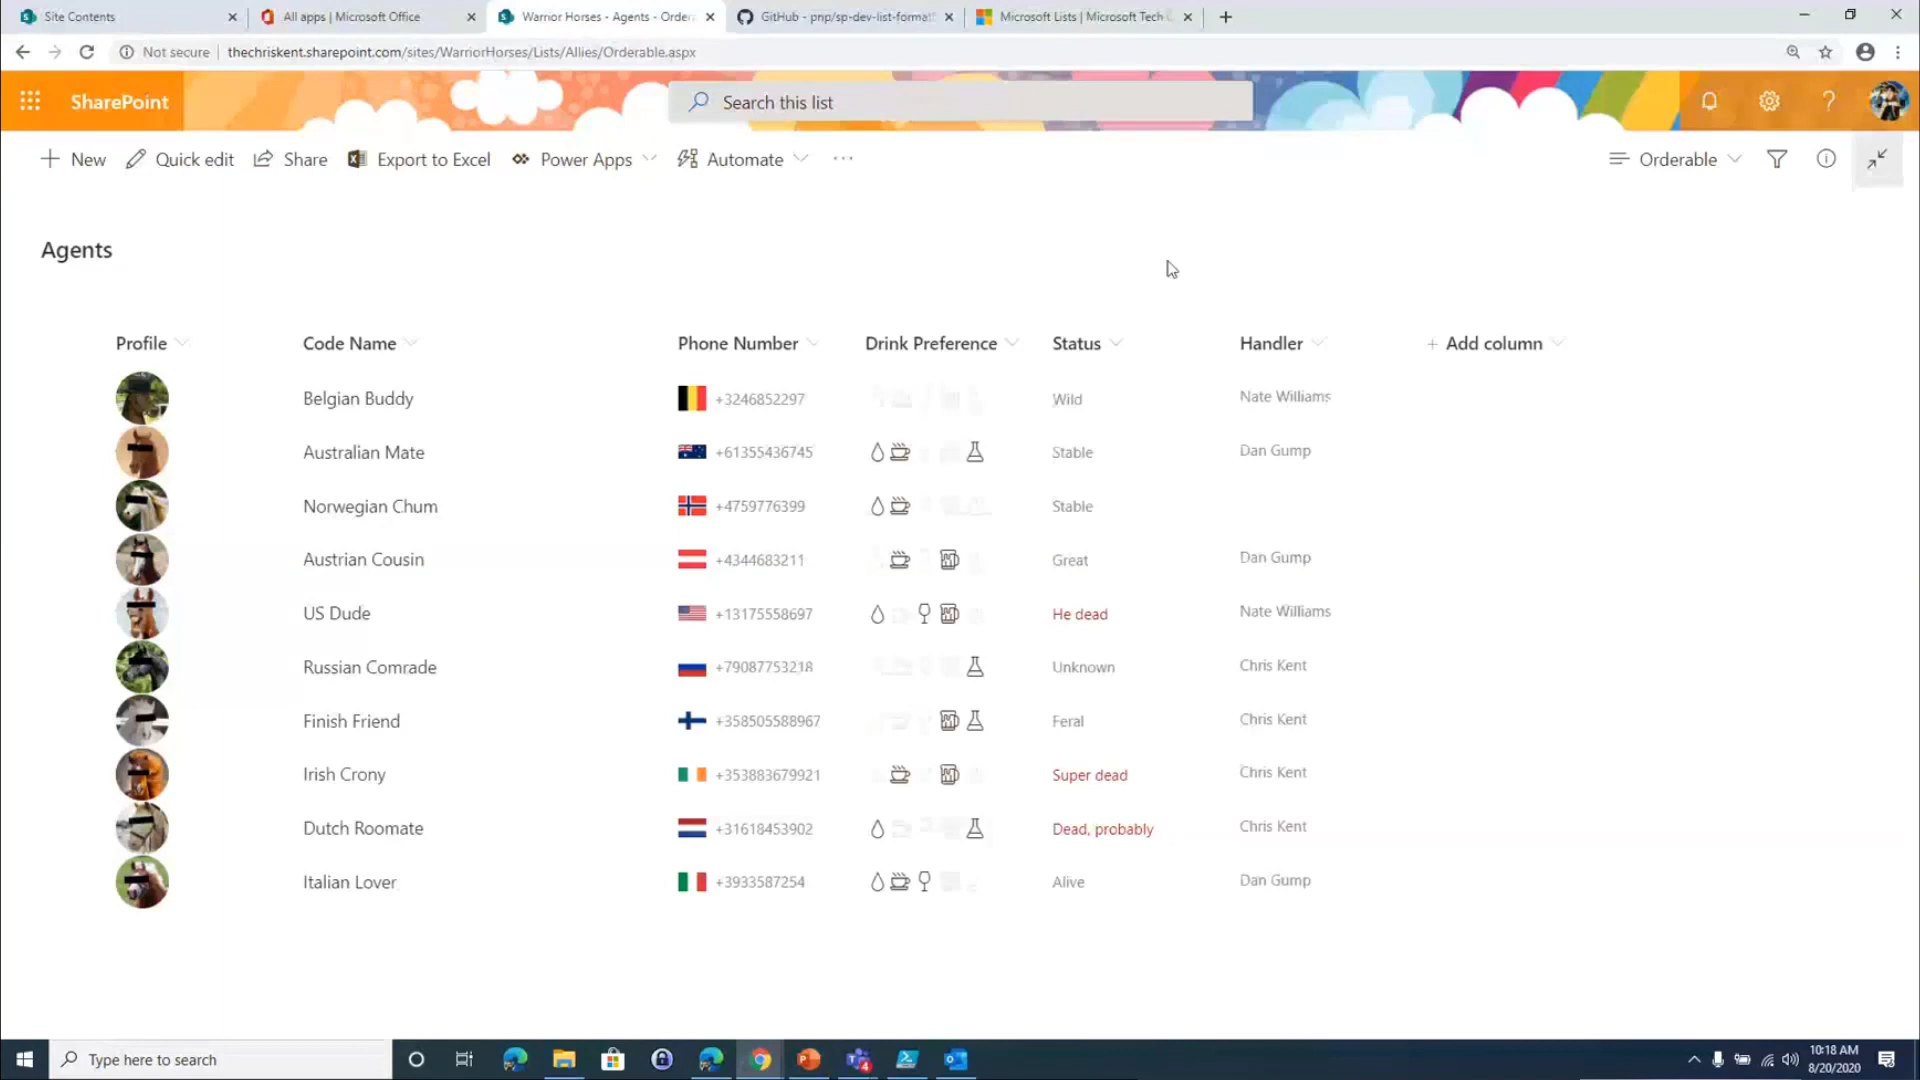 Site Contents
All apps | Microsoft Office
Warrior Horses - Agents - Order
GitHub - pnp/sp-dev-list-format
Microsoft Lists | Microsoft Tech
Not secure
thechriskent.sharepoint.com/sites/WarriorHorses/Lists/Allies/Orderable.aspx
SharePoint
Search this list
New
Quick edit
Share
Export to Excel
Power Apps
Automate
Orderable
Agents
Profile
Code Name
Phone Number
Drink Preference
Status
Handler
+ Add column
Belgian Buddy +3246852297 Wild Nate Williams
Australian Mate +61355436745 Stable Dan Gump
Norwegian Chum +4759776399 Stable
Austrian Cousin +4344683211 Great Dan Gump
US Dude +13175558697 He dead Nate Williams
Russian Comrade +79087753218 Unknown Chris Kent
Finish Friend +358505588967 Feral Chris Kent
Irish Crony +353883679921 Super dead Chris Kent
Dutch Roomate +31618453902 Dead, probably Chris Kent
Italian Lover +3933587254 Alive Dan Gump
Type here to search
4
10:18 AM
8/20/2020